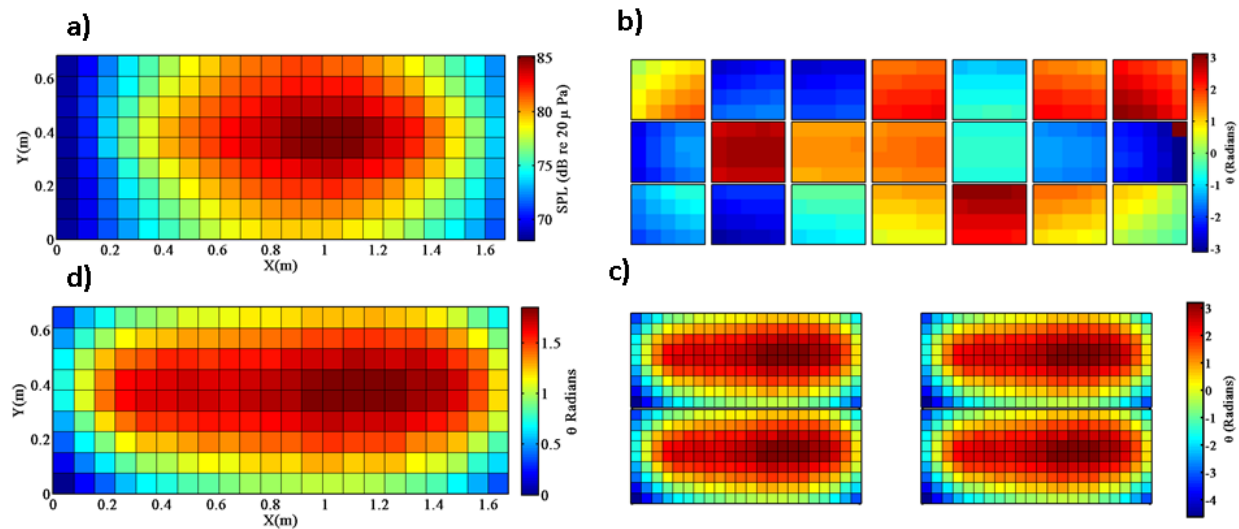 a)
0.6
0.4
0.2
0
Y(m)
0 0.2 0.4 0.6 0.8 1 1.2 1.4 1.6
X(m)
85
80
75
70
SPL (dB re 20 μ Pa)
b)
3
2
1
0
-1
-2
-3
θ (Radians)
d)
0.6
0.4
0.2
0
Y(m)
0 0.2 0.4 0.6 0.8 1 1.2 1.4 1.6
X(m)
1.5
1
0.5
0
θ Radians
c)
3
2
1
0
-1
-2
-3
-4
θ (Radians)